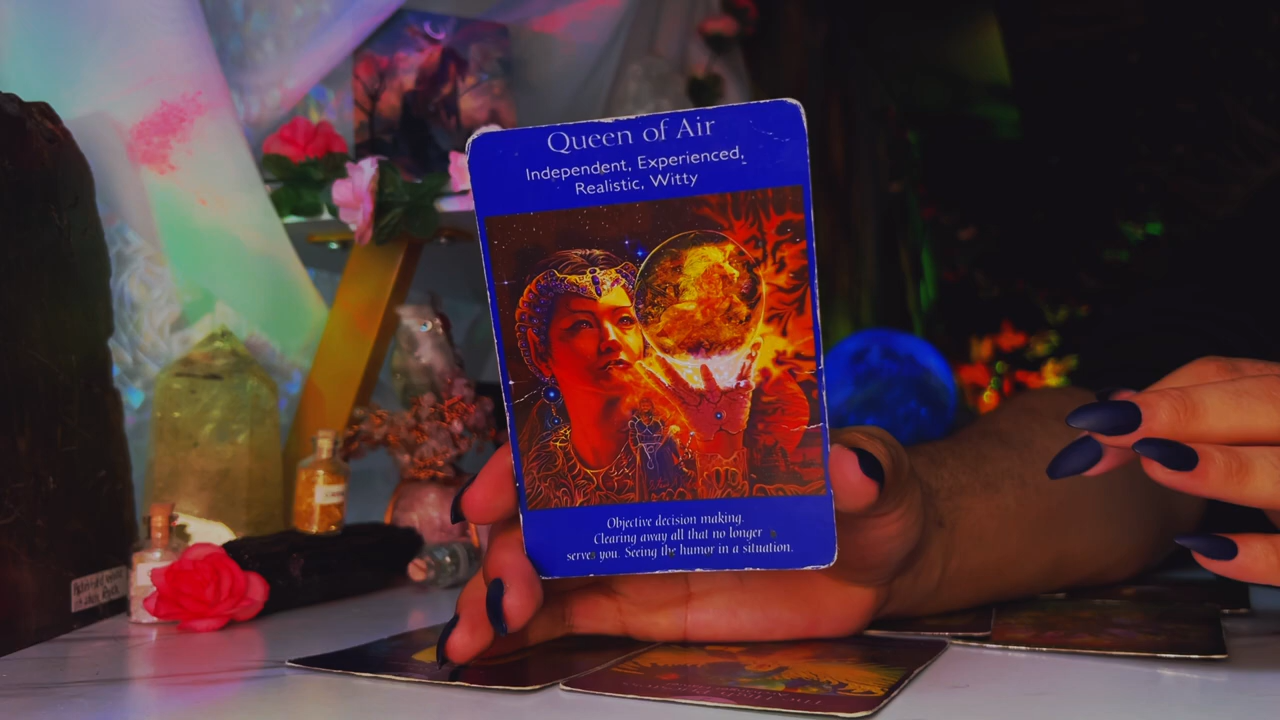 Queen of Air
Independent, Experienced,
Realistic, Witty
Objective decision making.
Clearing away all that no longer
serves you. Seeing the humor in a situation.